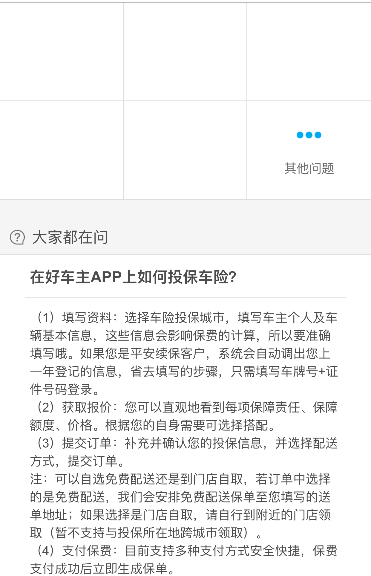 其他问题
大家都在问
在好车主APP上如何投保车险?
（1）填写资料：选择车险投保城市，填写车主个人及车
辆基本信息，这些信息会影响保费的计算，所以要准确
填写哦。如果您是平安续保客户，系统会自动调出您上
一年登记的信息，省去填写的步骤，只需填写车牌号+证
件号码登录。
（2）获取报价：您可以直观地看到每项保障责任、保障
额度、价格。根据您的自身需要可选择搭配。
（3）提交订单：补充并确认您的投保信息，并选择配送
方式，提交订单。
注：可以自选免费配送还是到门店自取，若订单中选择
的是免费配送，我们会安排免费配送保单至您填写的送
单地址；如果选择是门店自取，请自行到附近的门店领
取（暂不支持与投保所在地跨城市领取）。
（4）支付保费：目前支持多种支付方式安全快捷，保费
支付成功后立即生成保单。